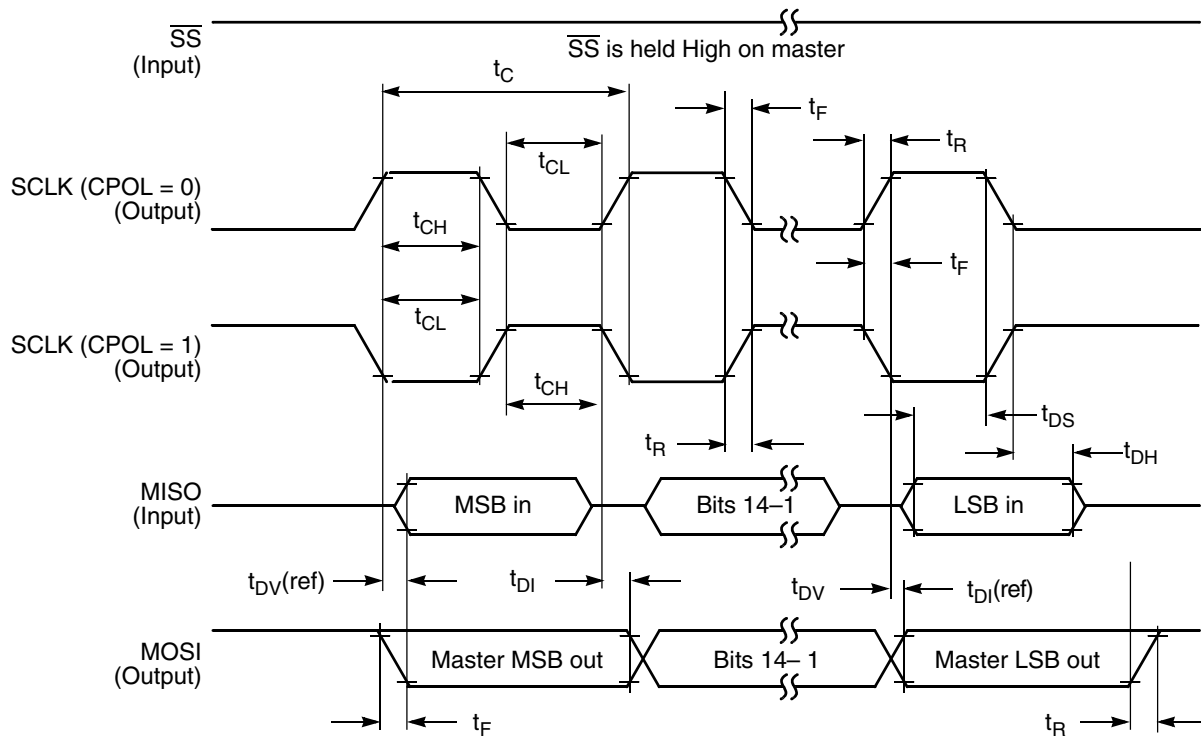 SS
(Input)
SS is held High on master
tC
tF
tR
tCL
SCLK (CPOL = 0)
(Output)
tCH
tF
tCL
SCLK (CPOL = 1)
(Output)
tCH
tDS
tR
tDH
MISO
(Input)
MSB in
Bits 14–1
LSB in
tDV(ref)
tDI
tDV
tDI(ref)
MOSI
(Output)
Master MSB out
Bits 14– 1
Master LSB out
tF
tR